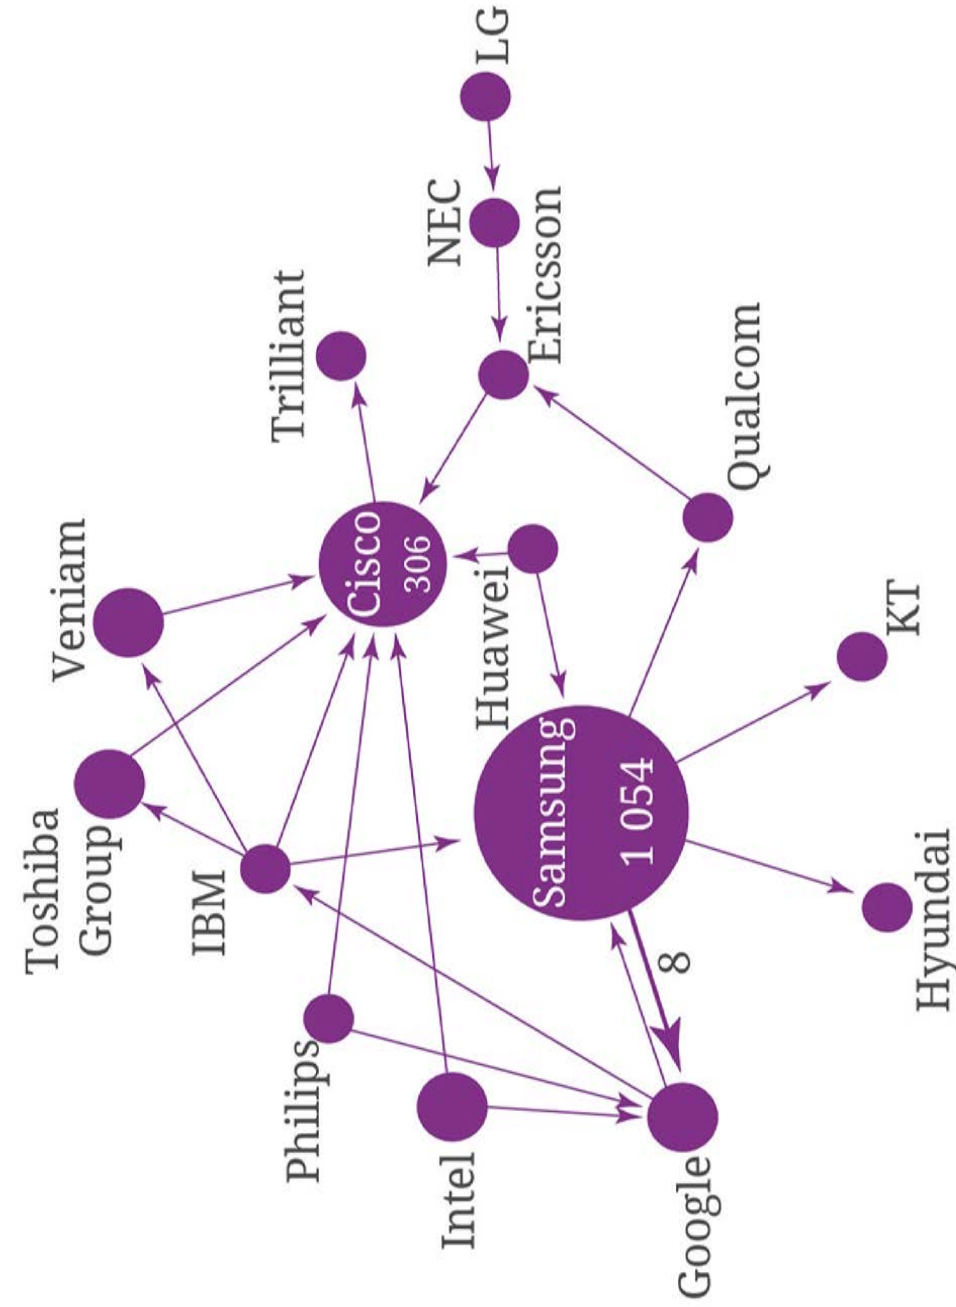 Toshiba
Group
Veniam
IBM
Trilliant
Philips
Cisco
306
NEC
LG
Intel
Huawei
Ericsson
Samsung
1 054
8
Google
Qualcom
KT
Hyundai